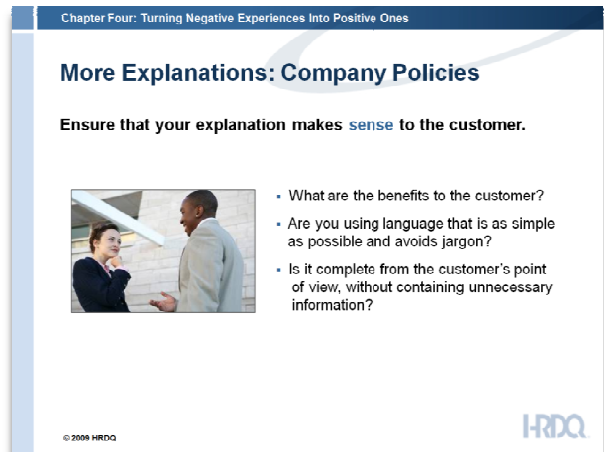 Chapter Four: Turning Negative Experiences Into Positive Ones
More Explanations: Company Policies
Ensure that your explanation makes sense to the customer.
▪ What are the benefits to the customer?
▪ Are you using language that is as simple
as possible and avoids jargon?
▪ Is it complete from the customer's point
of view, without containing unnecessary
information?
© 2009 HRDQ
HRDQ